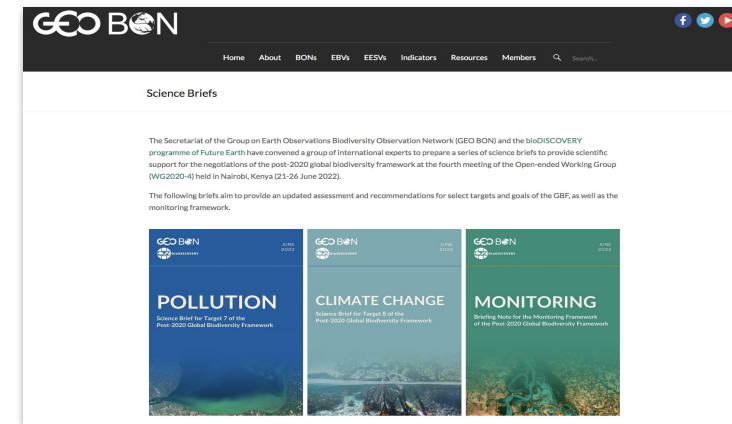 GEO BON
Home About BONs EBVs EESVs Indicators Resources Members Search...
Science Briefs
The Secretariat of the Group on Earth Observations Biodiversity Observation Network (GEO BON) and the bioDISCOVERY
programme of Future Earth have convened a group of international experts to prepare a series of science briefs to provide scientific
support for the negotiations of the post-2020 global biodiversity framework at the fourth meeting of the Open-ended Working Group
(WG2020-4) held in Nairobi, Kenya (21-26 June 2022).
The following briefs aim to provide an updated assessment and recommendations for select targets and goals of the GBF, as well as the
monitoring framework.
GEO BON
JUNE
2022
bioDISCOVERY
POLLUTION
Science Brief for Target 7 of the
Post-2020 Global Biodiversity Framework
GEO BON
JUNE
2022
bioDISCOVERY
CLIMATE CHANGE
Science Brief for Target 8 of the
Post-2020 Global Biodiversity Framework
GEO BON
JUNE
2022
bioDISCOVERY
MONITORING
Briefing Note for the Monitoring Framework
of the Post-2020 Global Biodiversity Framework